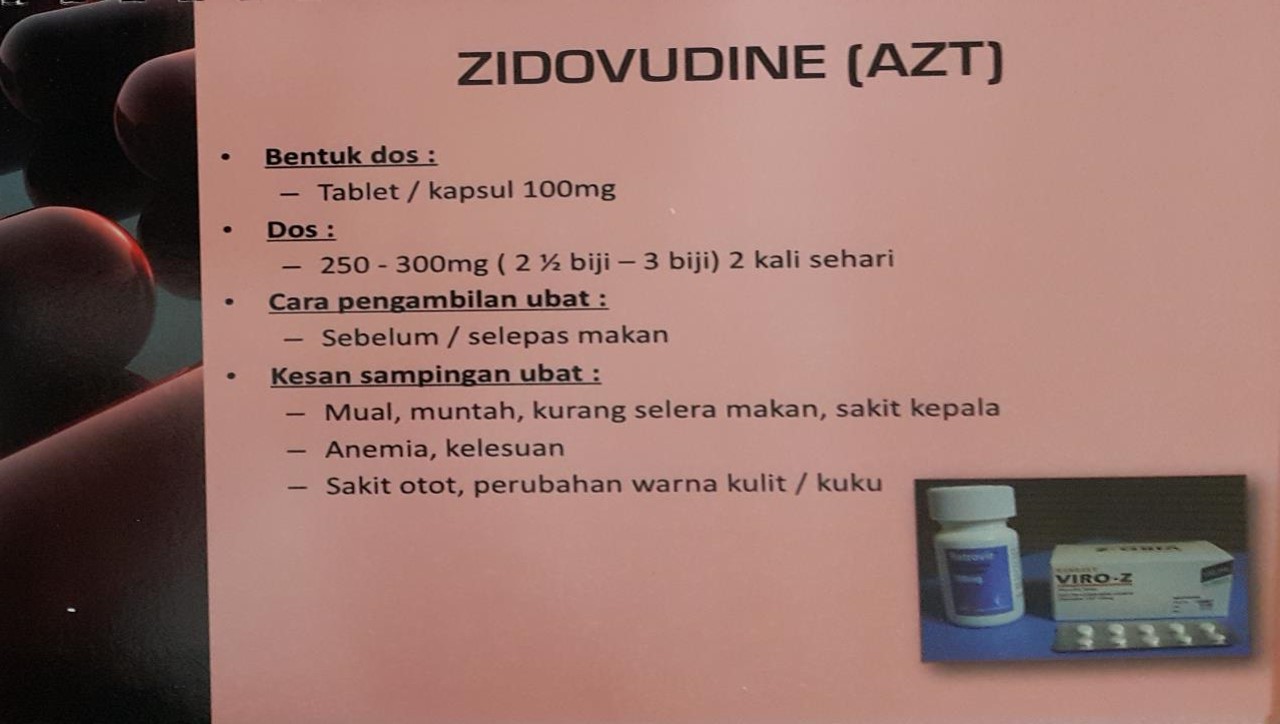 ZIDOVUDINE (AZT)
• Bentuk dos :
– Tablet / kapsul 100mg
• Dos :
– 250 - 300mg ( 2 ½ biji – 3 biji) 2 kali sehari
• Cara pengambilan ubat :
– Sebelum / selepas makan
• Kesan sampingan ubat :
– Mual, muntah, kurang selera makan, sakit kepala
– Anemia, kelesuan
– Sakit otot, perubahan warna kulit / kuku
Retrovir
VIRO-Z